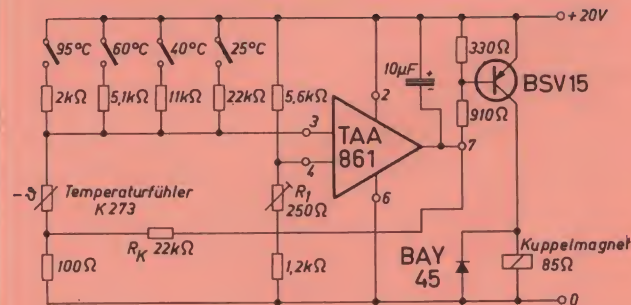 +20V
95°C 60°C 40°C 25°C
2kΩ 5,1kΩ 11kΩ 22kΩ 5,6kΩ
10µF
+
-
330Ω
BSV15
910Ω
2
3
TAA
861
7
4
6
-ϑ
Temperaturfühler
K273
R1
250Ω
RK 22kΩ
100Ω
1,2kΩ
BAY
45
Kuppelmagnet
85Ω
0